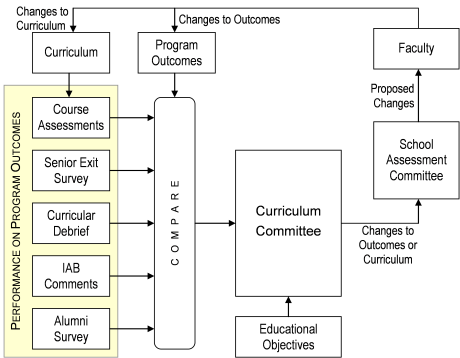 Changes to
Curriculum
Changes to Outcomes
Curriculum
Program
Outcomes
Faculty
PERFORMANCE ON PROGRAM OUTCOMES
Course
Assessments
Senior Exit
Survey
Curricular
Debrief
IAB
Comments
Alumni
Survey
COMPARE
Curriculum
Committee
Educational
Objectives
Changes to
Outcomes or
Curriculum
School
Assessment
Committee
Proposed
Changes